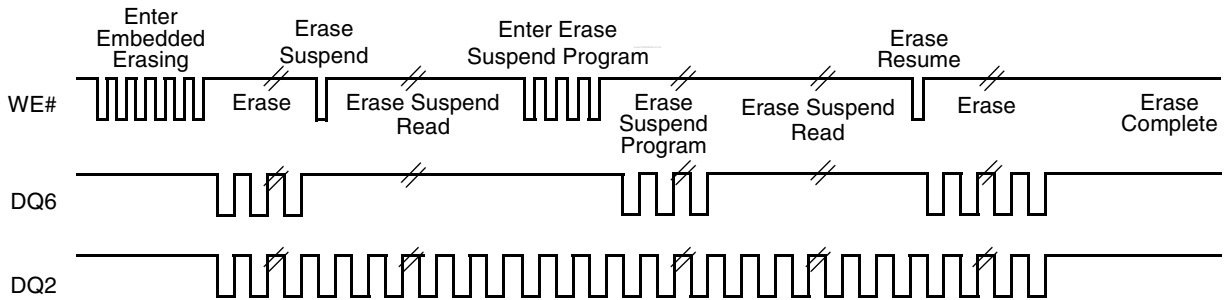 Enter
Embedded
Erasing
Erase
Suspend
Enter Erase
Suspend Program
Erase
Resume
WE#
Erase
Erase Suspend
Read
Erase
Suspend
Program
Erase Suspend
Read
Erase
Erase
Complete
DQ6
DQ2